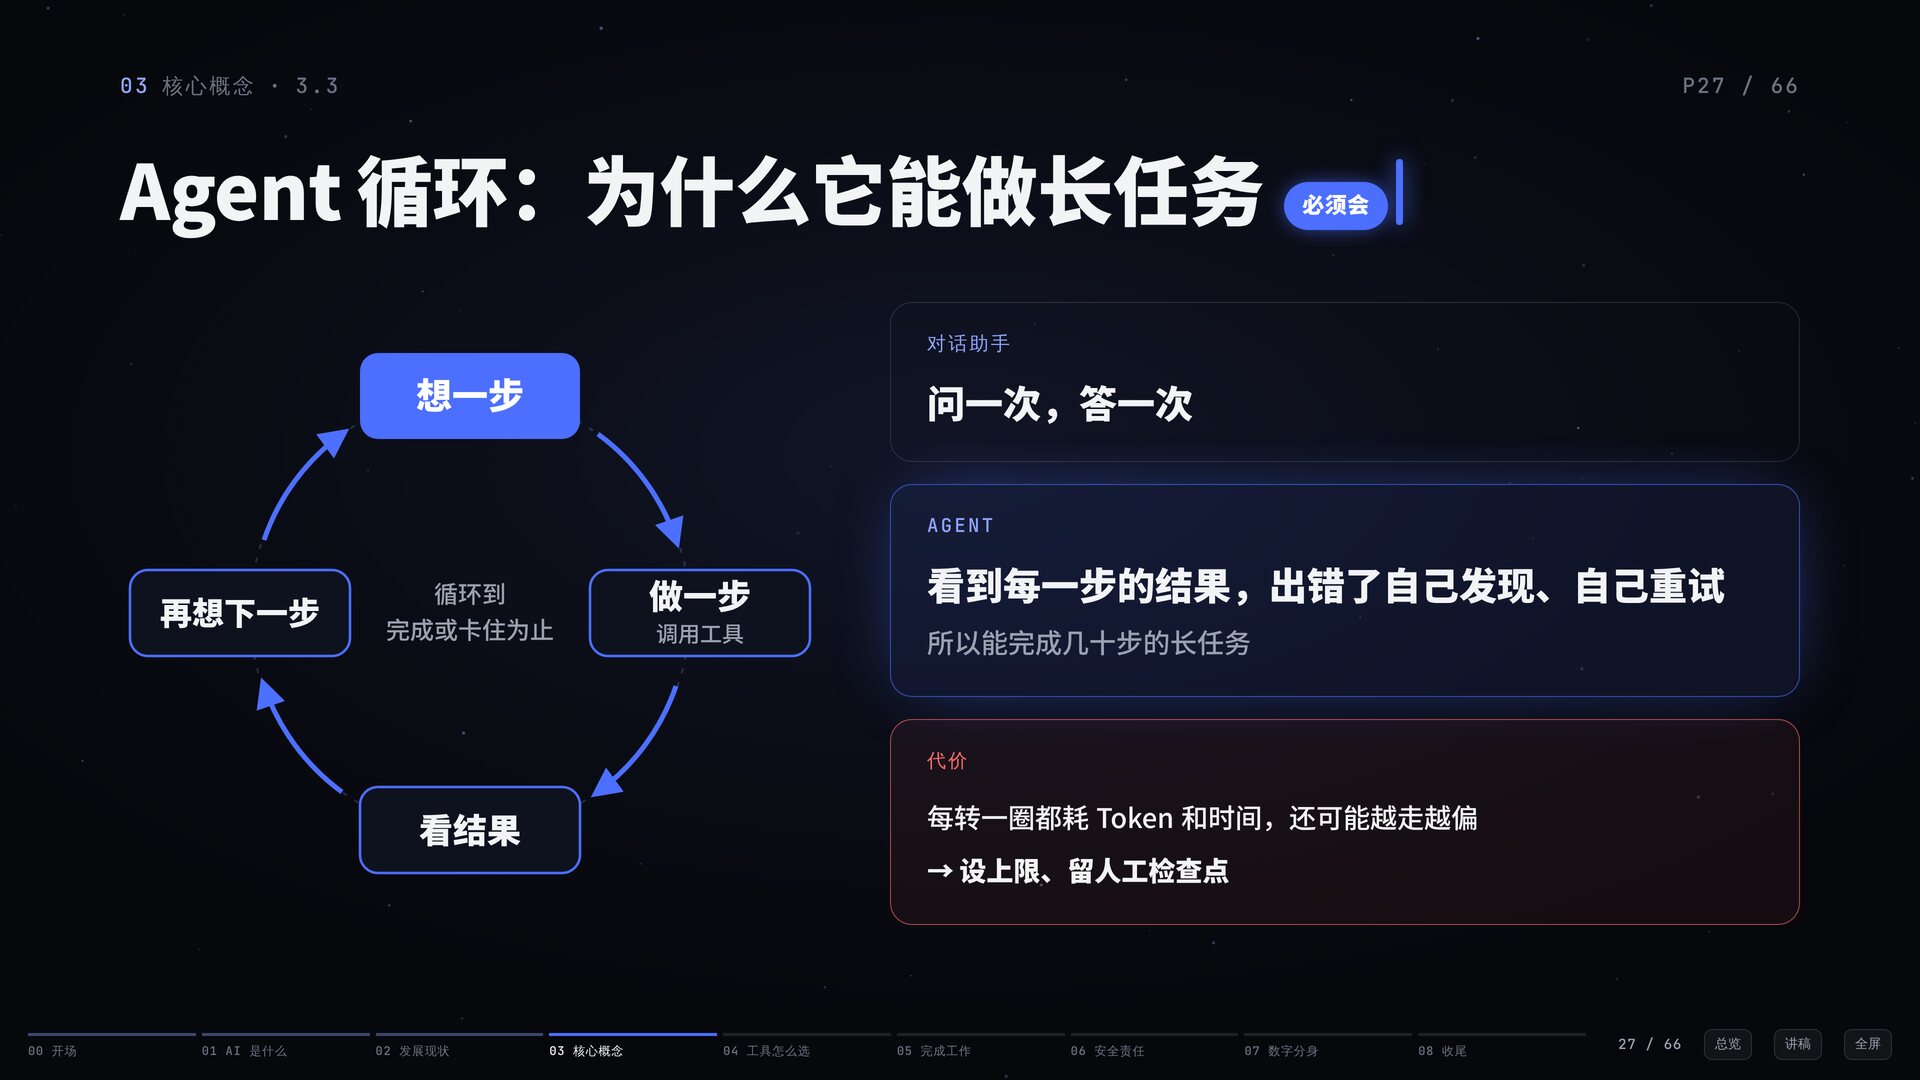 03 核心概念 · 3.3
P27 / 66
Agent 循环：为什么它能做长任务 必须会
想一步
做一步
调用工具
看结果
再想下一步
循环到
完成或卡住为止
对话助手
问一次，答一次
AGENT
看到每一步的结果，出错了自己发现、自己重试
所以能完成几十步的长任务
代价
每转一圈都耗 Token 和时间，还可能越走越偏
→ 设上限、留人工检查点
00 开场
01 AI 是什么
02 发展现状
03 核心概念
04 工具怎么选
05 完成工作
06 安全责任
07 数字分身
08 收尾
27 / 66
总览
讲稿
全屏